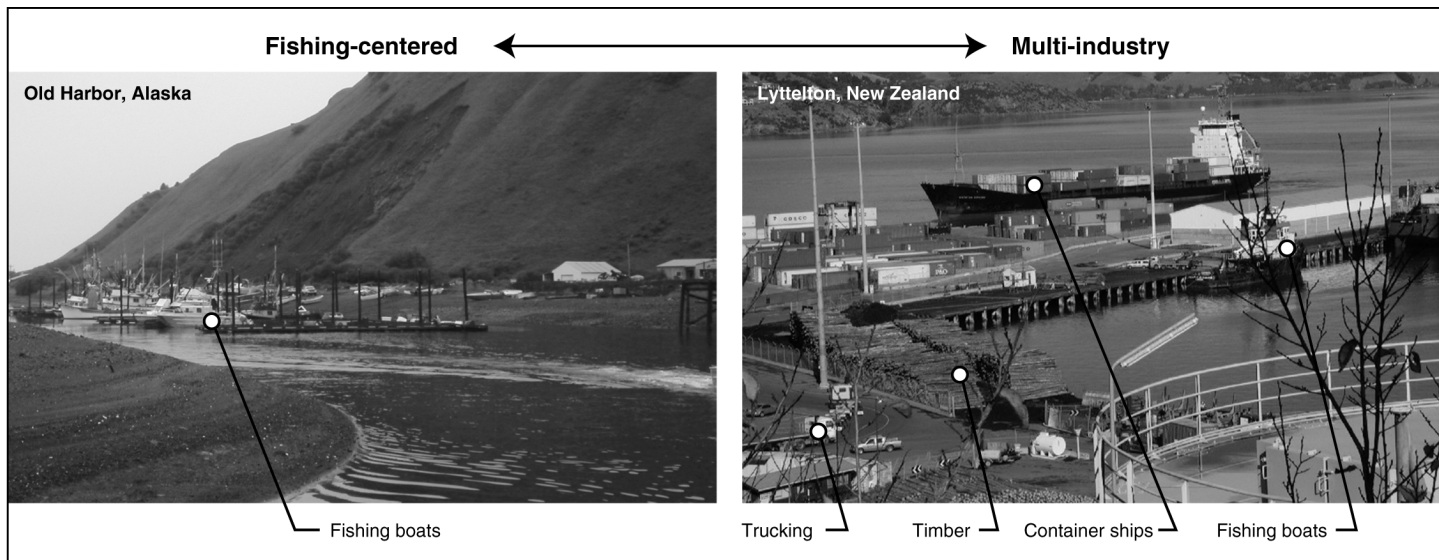 Fishing-centered
Multi-industry
Old Harbor, Alaska
Lyttelton, New Zealand
Fishing boats
Trucking
Timber
Container ships
Fishing boats